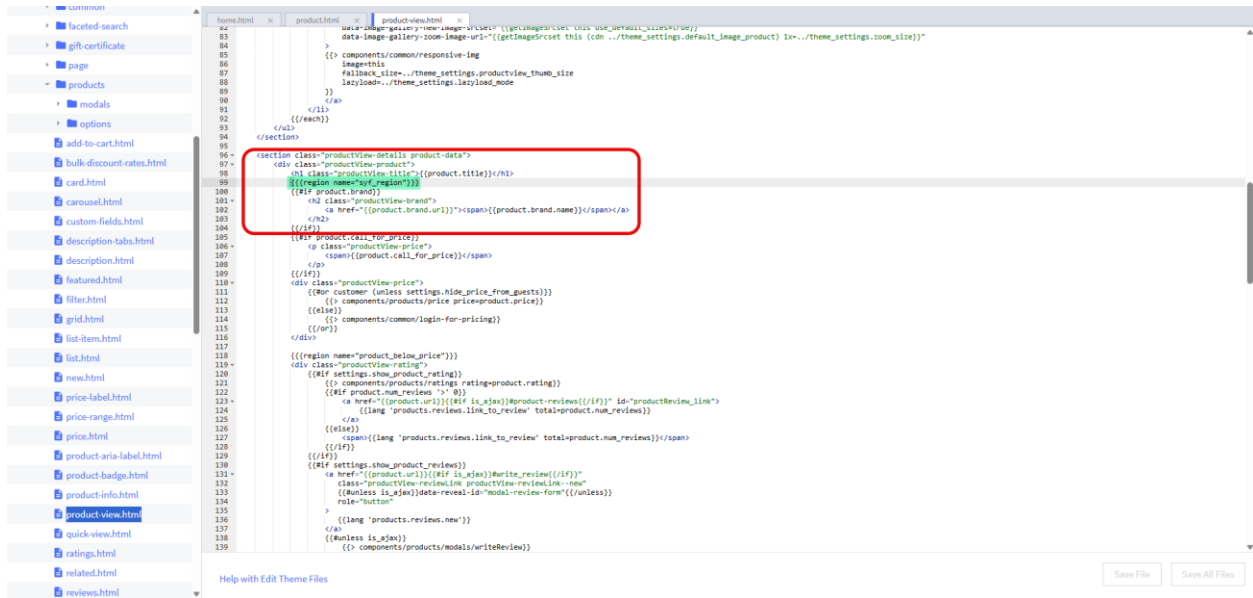 common
faceted-search
gift-certificate
page
products
modals
options
add-to-cart.html
bulk-discount-rates.html
card.html
carousel.html
custom-fields.html
description-tabs.html
description.html
featured.html
filter.html
grid.html
list-item.html
list.html
new.html
price-label.html
price-range.html
price.html
product-aria-label.html
product-badge.html
product-info.html
product-view.html
quick-view.html
ratings.html
related.html
reviews.html
home.html × product.html × product-view.html ×
82 data-image-gallery-new-image-srcset="{{getImageSrcset this use_default_sizes=true}}"
83 data-image-gallery-zoom-image-url="{{getImageSrcset this (cdn ../theme_settings.default_image_product) 1x=../theme_settings.zoom_size}}"
84 >
85 {{> components/common/responsive-img
86 image=this
87 fallback_size=../theme_settings.productview_thumb_size
88 lazyload=../theme_settings.lazyload_mode
89 }}
90 </a>
91 </li>
92 {{/each}}
93 </ul>
94 </section>
95
96 <section class="productView-details product-data">
97 <div class="productView-product">
98 <h1 class="productView-title">{{product.title}}</h1>
99 {{{region name="syf_region"}}}
100 {{#if product.brand}}
101 <h2 class="productView-brand">
102 <a href="{{product.brand.url}}"><span>{{product.brand.name}}</span></a>
103 </h2>
104 {{/if}}
105 {{#if product.call_for_price}}
106 <p class="productView-price">
107 <span>{{product.call_for_price}}</span>
108 </p>
109 {{/if}}
110 <div class="productView-price">
111 {{#or customer (unless settings.hide_price_from_guests)}}
112 {{> components/products/price price=product.price}}
113 {{else}}
114 {{> components/common/login-for-pricing}}
115 {{/or}}
116 </div>
117
118 {{{region name="product_below_price"}}}
119 <div class="productView-rating">
120 {{#if settings.show_product_rating}}
121 {{> components/products/ratings rating=product.rating}}
122 {{#if product.num_reviews '>' 0}}
123 <a href="{{product.url}}{{#if is_ajax}}#product-reviews{{/if}}" id="productReview_link">
124 {{lang 'products.reviews.link_to_review' total=product.num_reviews}}
125 </a>
126 {{else}}
127 <span>{{lang 'products.reviews.link_to_review' total=product.num_reviews}}</span>
128 {{/if}}
129 {{/if}}
130 {{#if settings.show_product_reviews}}
131 <a href="{{product.url}}{{#if is_ajax}}#write_review{{/if}}"
132 class="productView-reviewLink productView-reviewLink--new"
133 {{#unless is_ajax}}data-reveal-id="modal-review-form"{{/unless}}
134 role="button"
135 >
136 {{lang 'products.reviews.new'}}
137 </a>
138 {{#unless is_ajax}}
139 {{> components/products/modals/writeReview}}
Help with Edit Theme Files
Save File
Save All Files